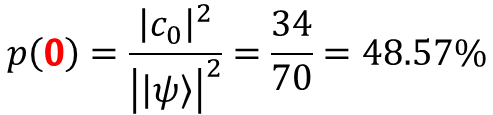 p(0) = |c₀|² / ||ψ⟩|² = 34 / 70 = 48.57%